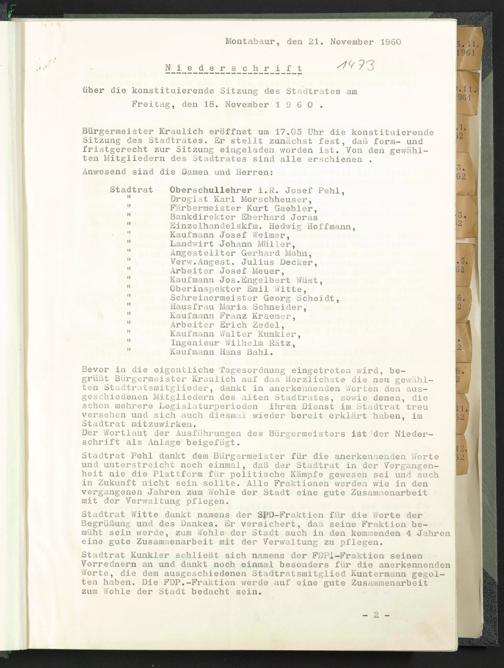 Montabaur, den 21. November 1960
Niederschrift
1473
über die konstituierende Sitzung des Stadtrates am
Freitag, den 18. November 1960.
Bürgermeister Kraulich eröffnet um 17.05 Uhr die konstituierende
Sitzung des Stadtrates. Er stellt zunächst fest, daß form- und
fristgerecht zur Sitzung eingeladen worden ist. Von den gewähl-
ten Mitgliedern des Stadtrates sind alle erschienen .
Anwesend sind die Damen und Herren:
Stadtrat Oberschullehrer i.R. Josef Pehl,
" Drogist Karl Morschheuser,
" Färbermeister Kurt Gaebler,
" Bankdirektor Eberhard Joras
" Einzelhandelskfm. Hedwig Hoffmann,
" Kaufmann Josef Weimer,
" Landwirt Johann Müller,
" Angestellter Gerhard Mahn,
" Verw.Angest. Julius Decker,
" Arbeiter Josef Meuer,
" Kaufmann Jos.Engelbert Wüst,
" Oberinspektor Emil Witte,
" Schreinermeister Georg Scheidt,
" Hausfrau Maria Schneider,
" Kaufmann Franz Kraemer,
" Arbeiter Erich Zedel,
" Kaufmann Walter Kunkler,
" Ingenieur Wilhelm Rätz,
" Kaufmann Hans Bahl.
Bevor in die eigentliche Tagesordnung eingetreten wird, be-
grüßt Bürgermeister Kraulich auf das Herzlichste die neu gewähl-
ten Stadtratsmitglieder, dankt in anerkennenden Worten den aus-
geschiedenen Mitgliedern des alten Stadtrates, sowie denen, die
schon mehrere Legislaturperioden ihren Dienst im Stadtrat treu
versehen und sich auch diesmal wieder bereit erklärt haben, im
Stadtrat mitzuwirken.
Der Wortlaut der Ausführungen des Bürgermeisters ist der Nieder-
schrift als Anlage beigefügt.
Stadtrat Pehl dankt dem Bürgermeister für die anerkennenden Worte
und unterstreicht noch einmal, daß der Stadtrat in der Vergangen-
heit nie die Plattform für politische Kämpfe gewesen sei und auch
in Zukunft nicht sein sollte. Alle Fraktionen werden wie in den
vergangenen Jahren zum Wohle der Stadt eine gute Zusammenarbeit
mit der Verwaltung pflegen.
Stadtrat Witte dankt namens der SPD-Fraktion für die Worte der
Begrüßung und des Dankes. Er versichert, daß seine Fraktion be-
müht sein werde, zum Wohle der Stadt auch in den kommenden 4 Jahren
eine gute Zusammenarbeit mit der Verwaltung zu pflegen.
Stadtrat Kunkler schließt sich namens der FDP.-Fraktion seinen
Vorrednern an und dankt noch einmal besonders für die anerkennenden
Worte, die dem ausgeschiedenen Stadtratsmitglied Kuntermann gegol-
ten haben. Die FDP.-Fraktion werde auf eine gute Zusammenarbeit
zum Wohle der Stadt bedacht sein.
- 2 -